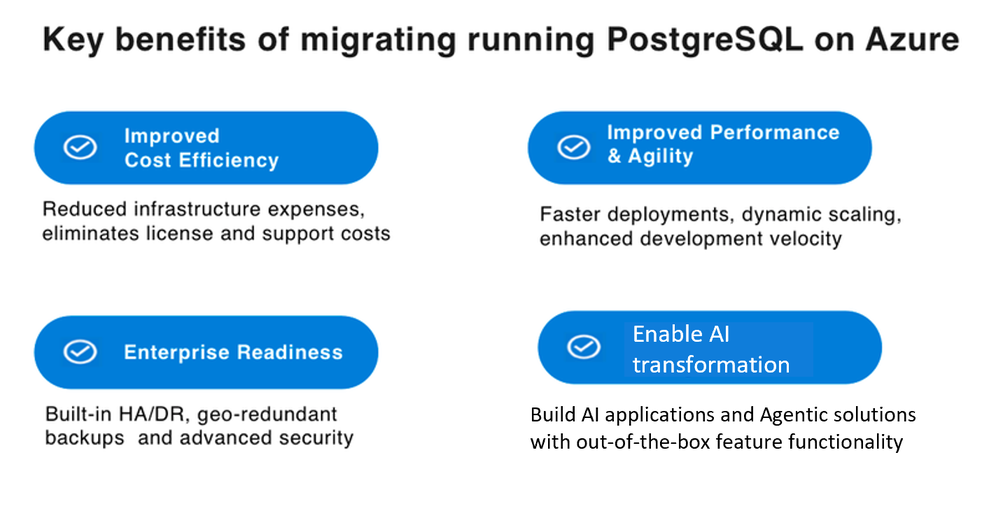 Key benefits of migrating running PostgreSQL on Azure
Improved
Cost Efficiency
Reduced infrastructure expenses,
eliminates license and support costs
Improved Performance
& Agility
Faster deployments, dynamic scaling,
enhanced development velocity
Enterprise Readiness
Built-in HA/DR, geo-redundant
backups  and advanced security
Enable AI
transformation
Build AI applications and Agentic solutions
with out-of-the-box feature functionality